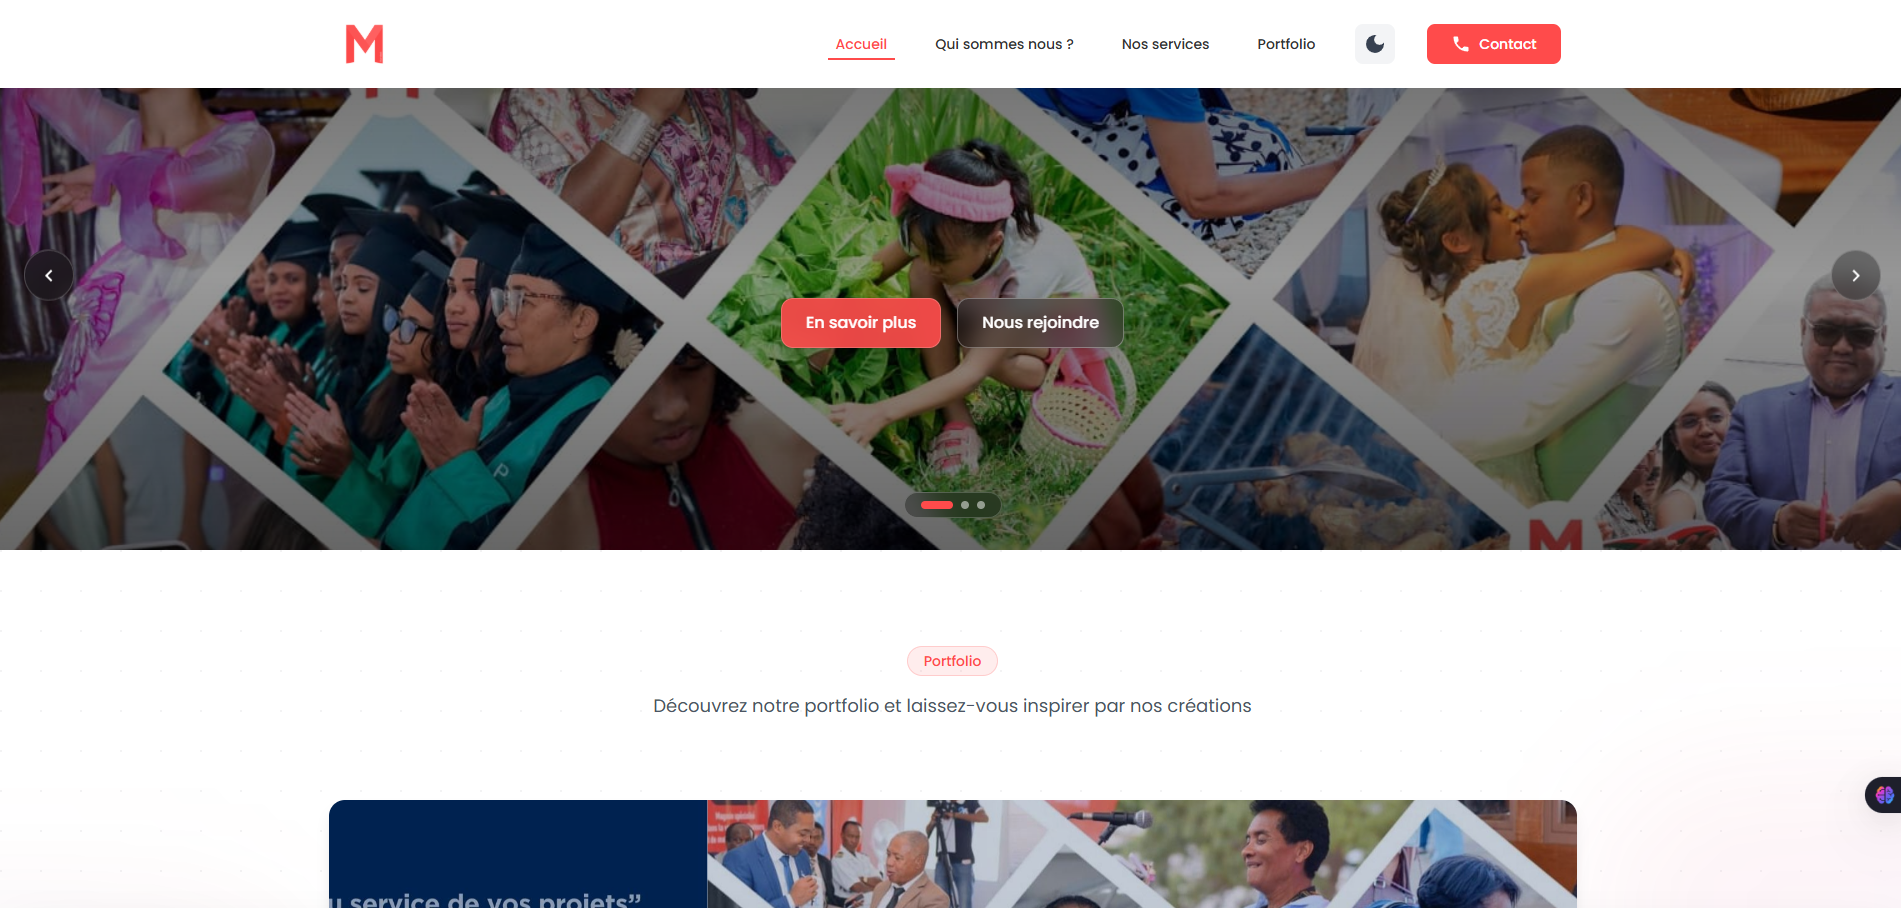 M
Accueil
Qui sommes nous ?
Nos services
Portfolio
Contact
En savoir plus
Nous rejoindre
P
M
Portfolio
Découvrez notre portfolio et laissez-vous inspirer par nos créations
service de vos projets”